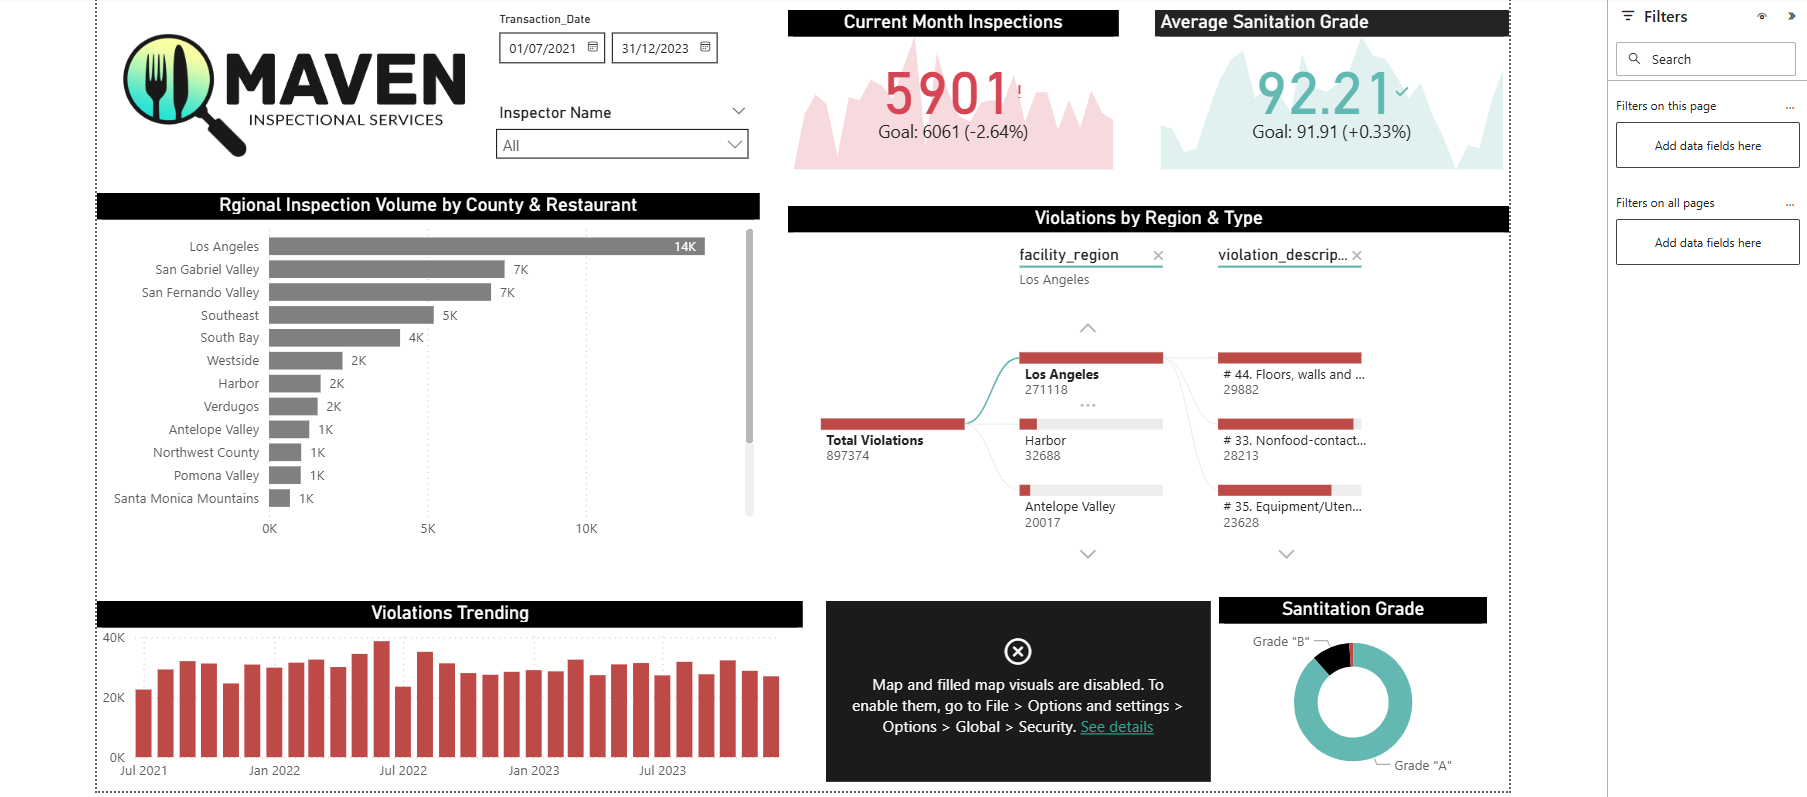 MAVEN
INSPECTIONAL SERVICES
Transaction_Date
01/07/2021
31/12/2023
Inspector Name
All
Current Month Inspections
5901!
Goal: 6061 (-2.64%)
Average Sanitation Grade
92.21
Goal: 91.91 (+0.33%)
Rgional Inspection Volume by County & Restaurant
Los Angeles 14K
San Gabriel Valley 7K
San Fernando Valley 7K
Southeast 5K
South Bay 4K
Westside 2K
Harbor 2K
Verdugos 2K
Antelope Valley 1K
Northwest County 1K
Pomona Valley 1K
Santa Monica Mountains 1K
0K 5K 10K
Violations by Region & Type
facility_region
Los Angeles
violation_descrip...
Total Violations
897374
Los Angeles
271118
Harbor
32688
Antelope Valley
20017
# 44. Floors, walls and ...
29882
# 33. Nonfood-contact...
28213
# 35. Equipment/Uten...
23628
Violations Trending
40K
20K
0K
Jul 2021 Jan 2022 Jul 2022 Jan 2023 Jul 2023
Map and filled map visuals are disabled. To
enable them, go to File > Options and settings >
Options > Global > Security. See details
Santitation Grade
Grade "B"
Grade "A"
Filters
Search
Filters on this page
...
Add data fields here
Filters on all pages
...
Add data fields here